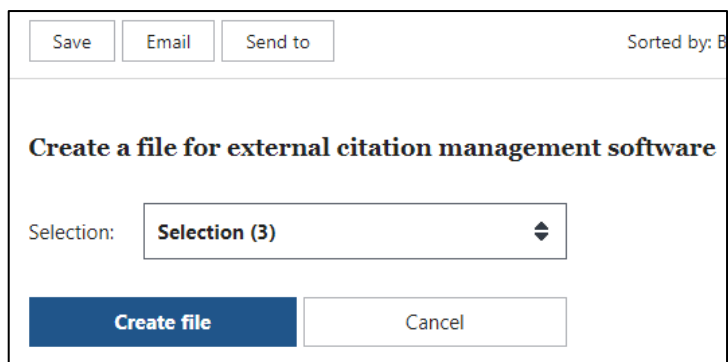 Save Email Send to Sorted by: B
Create a file for external citation management software
Selection: Selection (3)
Create file Cancel